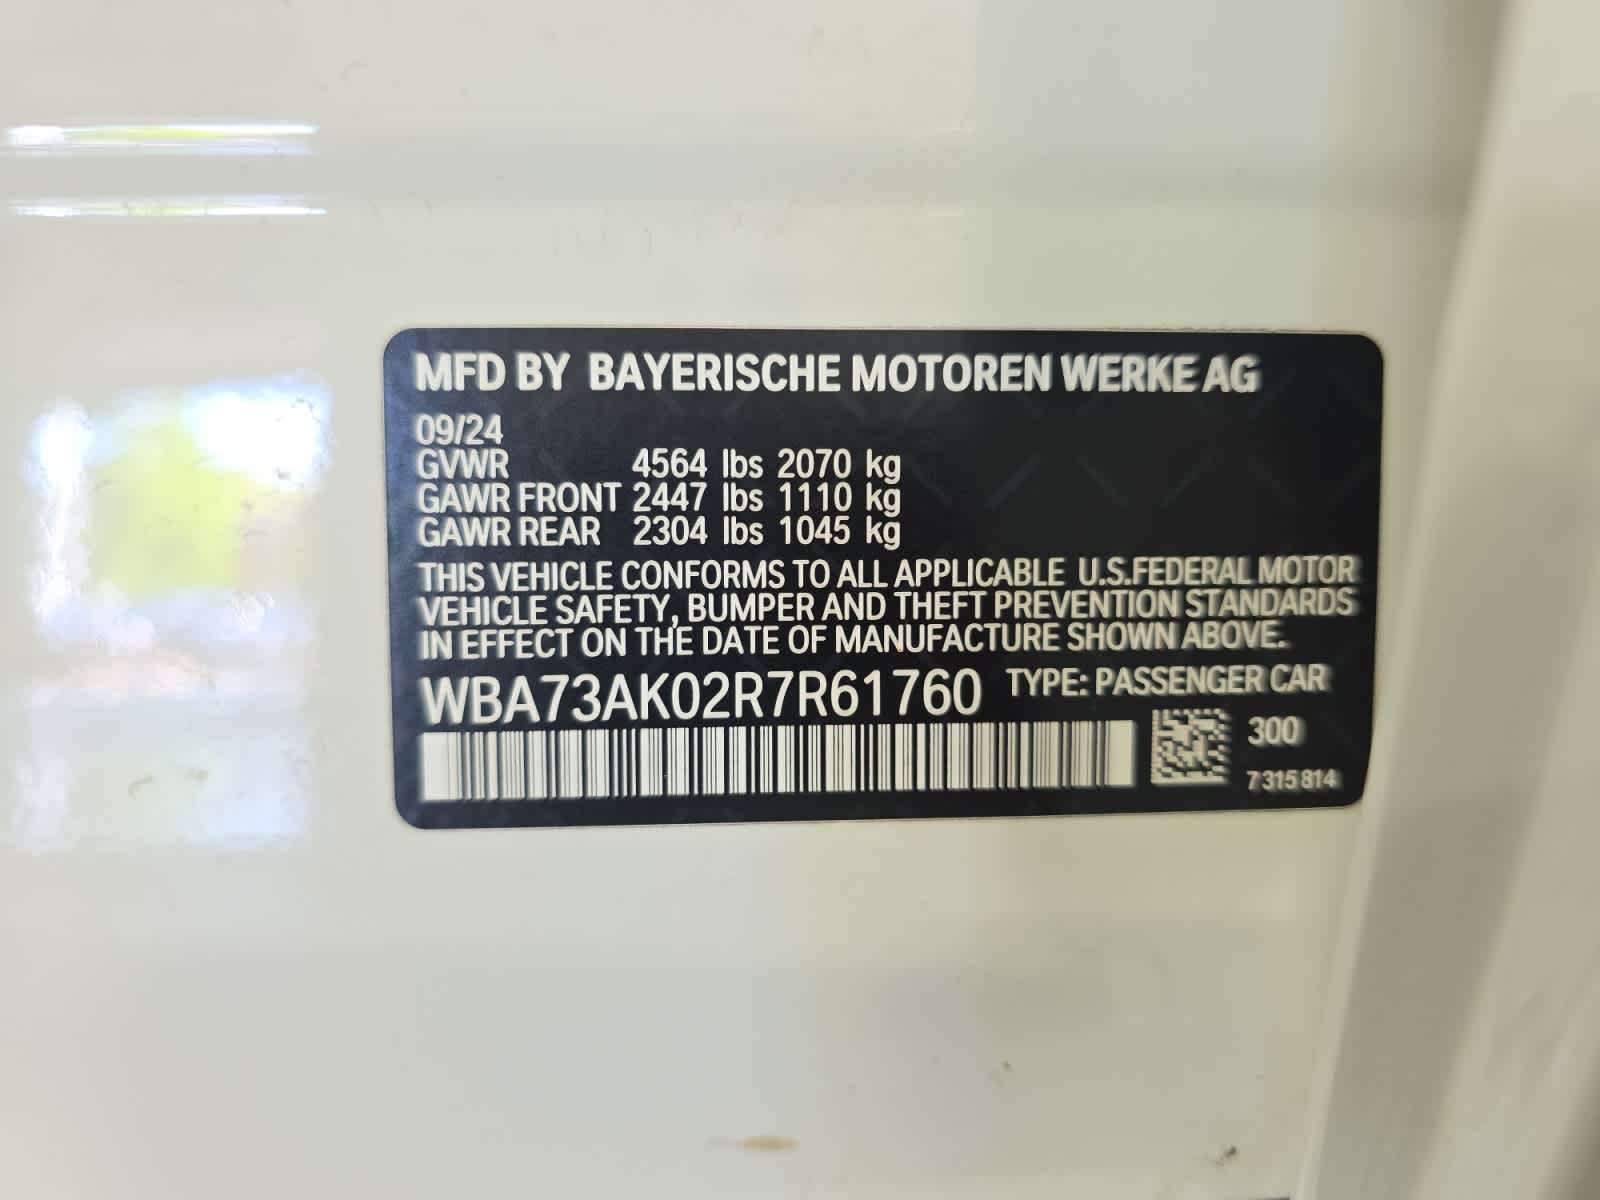 MFD BY BAYERISCHE MOTOREN WERKE AG
09/24
GVWR 4564 lbs 2070 kg
GAWR FRONT 2447 lbs 1110 kg
GAWR REAR 2304 lbs 1045 kg
THIS VEHICLE CONFORMS TO ALL APPLICABLE U.S.FEDERAL MOTOR
VEHICLE SAFETY, BUMPER AND THEFT PREVENTION STANDARDS
IN EFFECT ON THE DATE OF MANUFACTURE SHOWN ABOVE.
WBA73AK02R7R61760 TYPE: PASSENGER CAR
300
7 315 814